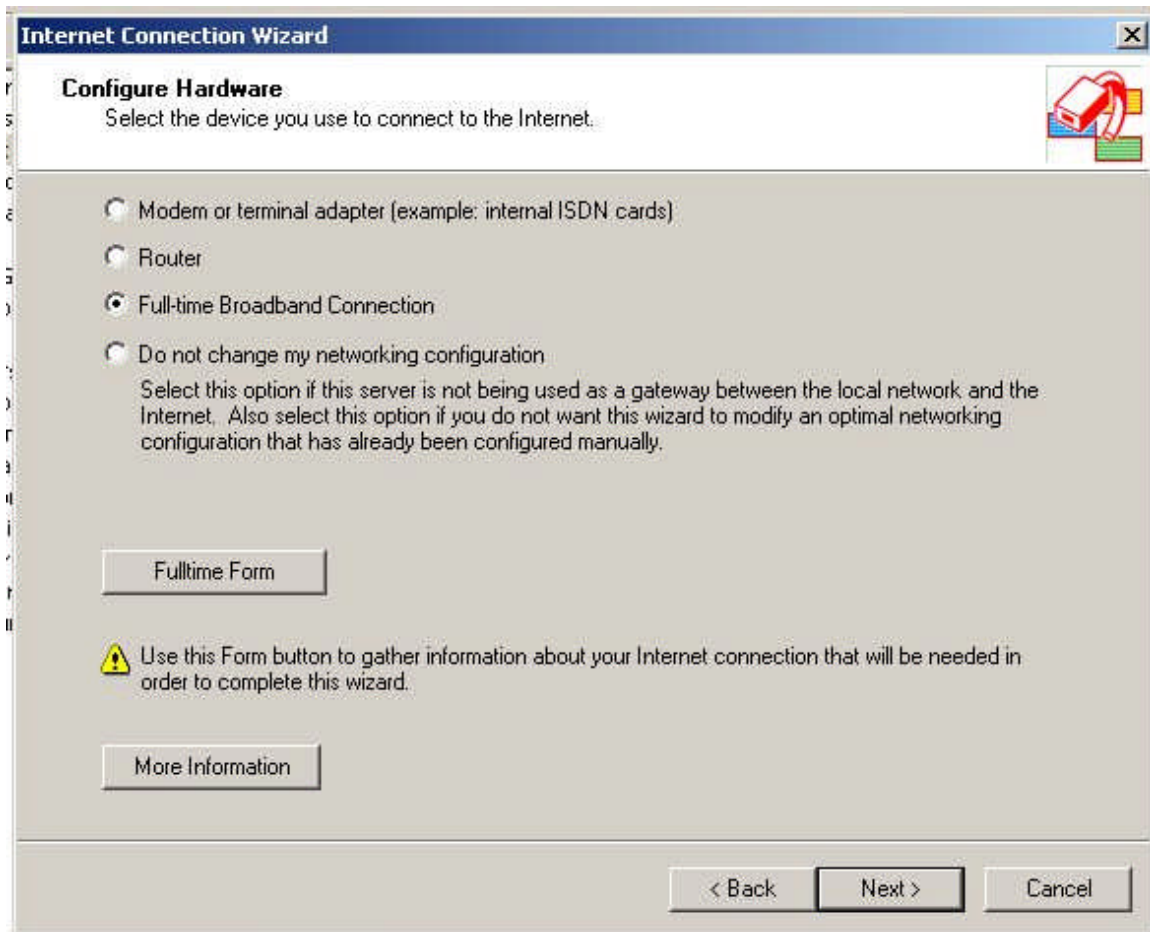 Internet Connection Wizard
Configure Hardware
Select the device you use to connect to the Internet.
Modem or terminal adapter (example: internal ISDN cards)
Router
Full-time Broadband Connection
Do not change my networking configuration
Select this option if this server is not being used as a gateway between the local network and the
Internet. Also select this option if you do not want this wizard to modify an optimal networking
configuration that has already been configured manually.
Fulltime Form
Use this Form button to gather information about your Internet connection that will be needed in
order to complete this wizard.
More Information
< Back
Next >
Cancel